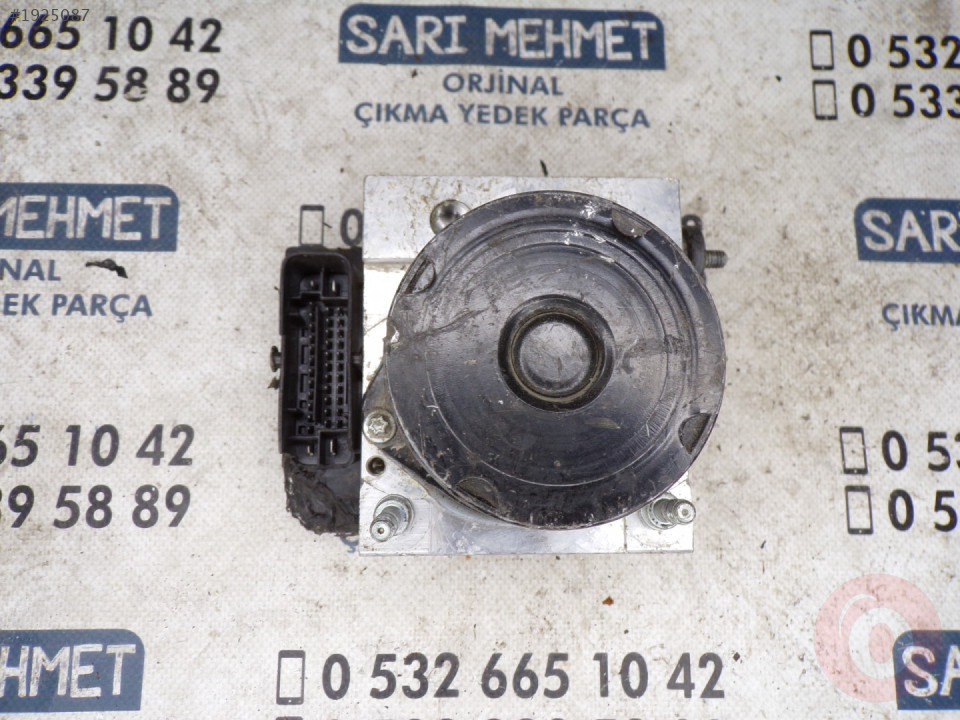 #1925087
665 10 42
339 58 89
SARI MEHMET
ORJİNAL
ÇIKMA YEDEK PARÇA
0 532
0 533
MEHMET
NAL
EK PARÇA
0
SARI
ÇIKMA
65 10 42
39 58 89
0 53
0 5
HMET
0 532 665 10 42
SA